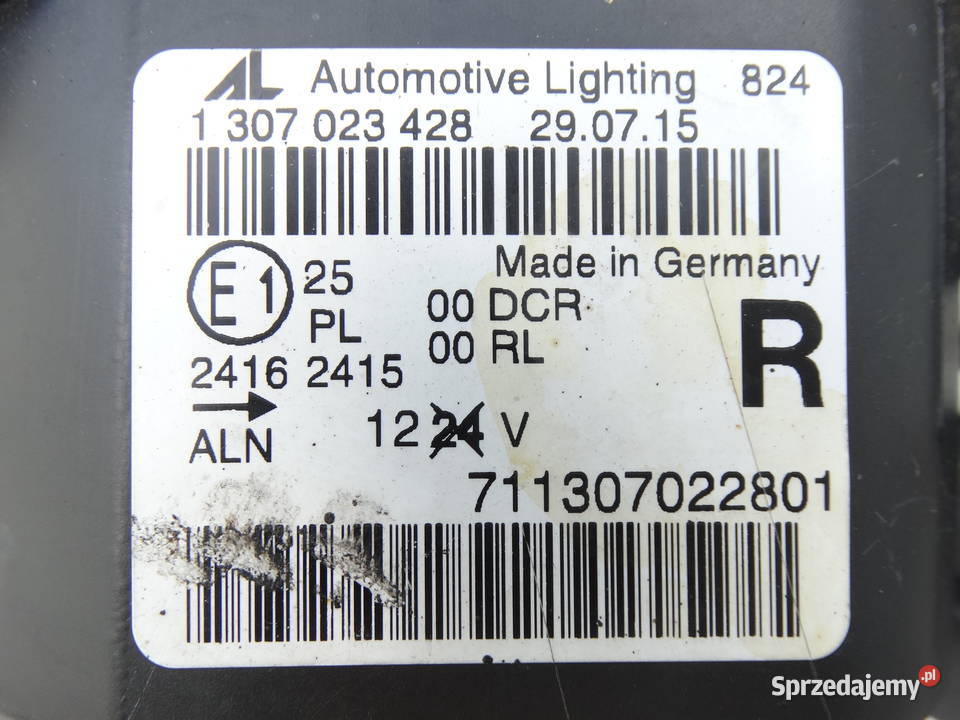 AL Automotive Lighting 824
1 307 023 428 29.07.15
E1 25 Made in Germany
PL 00 DCR R
00 RL
2416 2415
ALN 12 24 V
711307022801
Sprzedajemy.pl